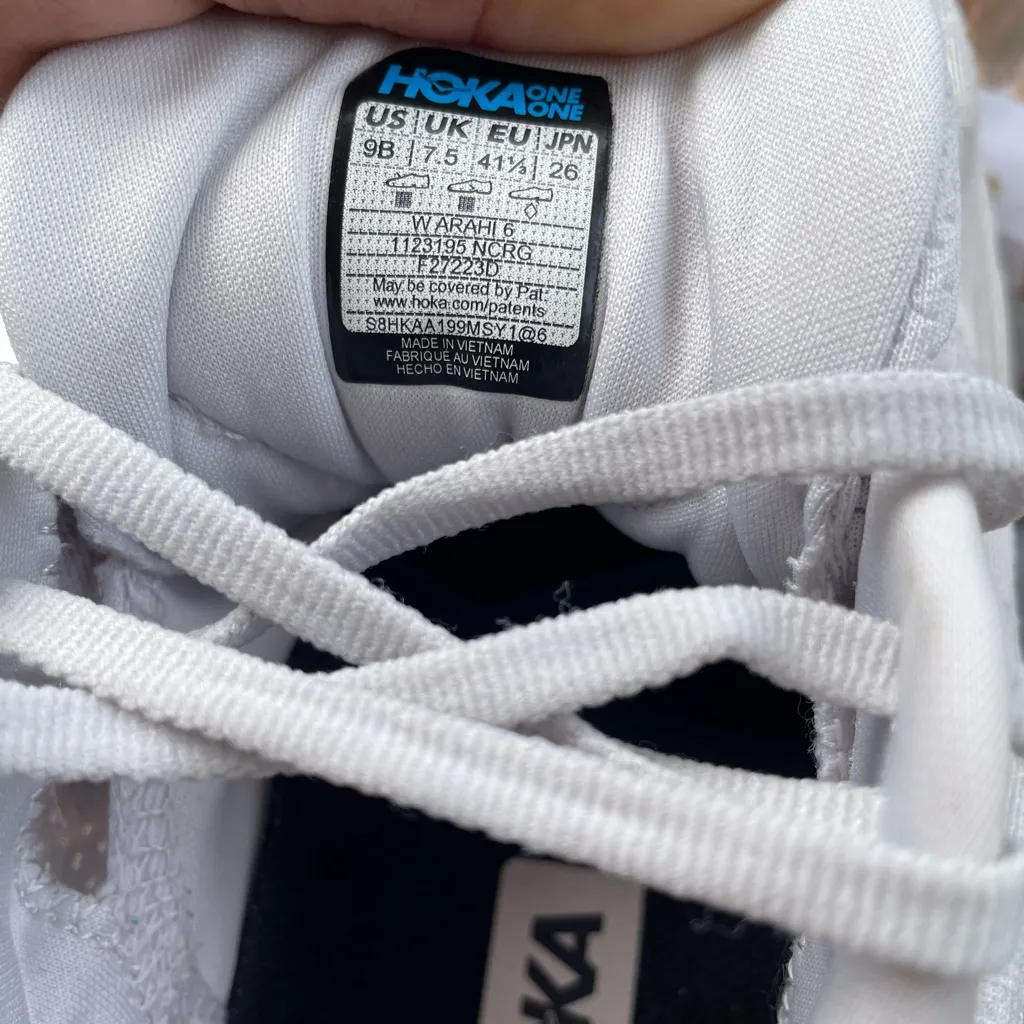 HOKA ONE ONE
US | UK EU | JPN
9B | 7.5 41⅓ | 26
W ARAHI 6
1123195 NCRG
F27223D
May be covered by Pat:
www.hoka.com/patents
S8HKAA199MSY1@6
MADE IN VIETNAM
FABRIQUÉ AU VIETNAM
HECHO EN VIETNAM
KA